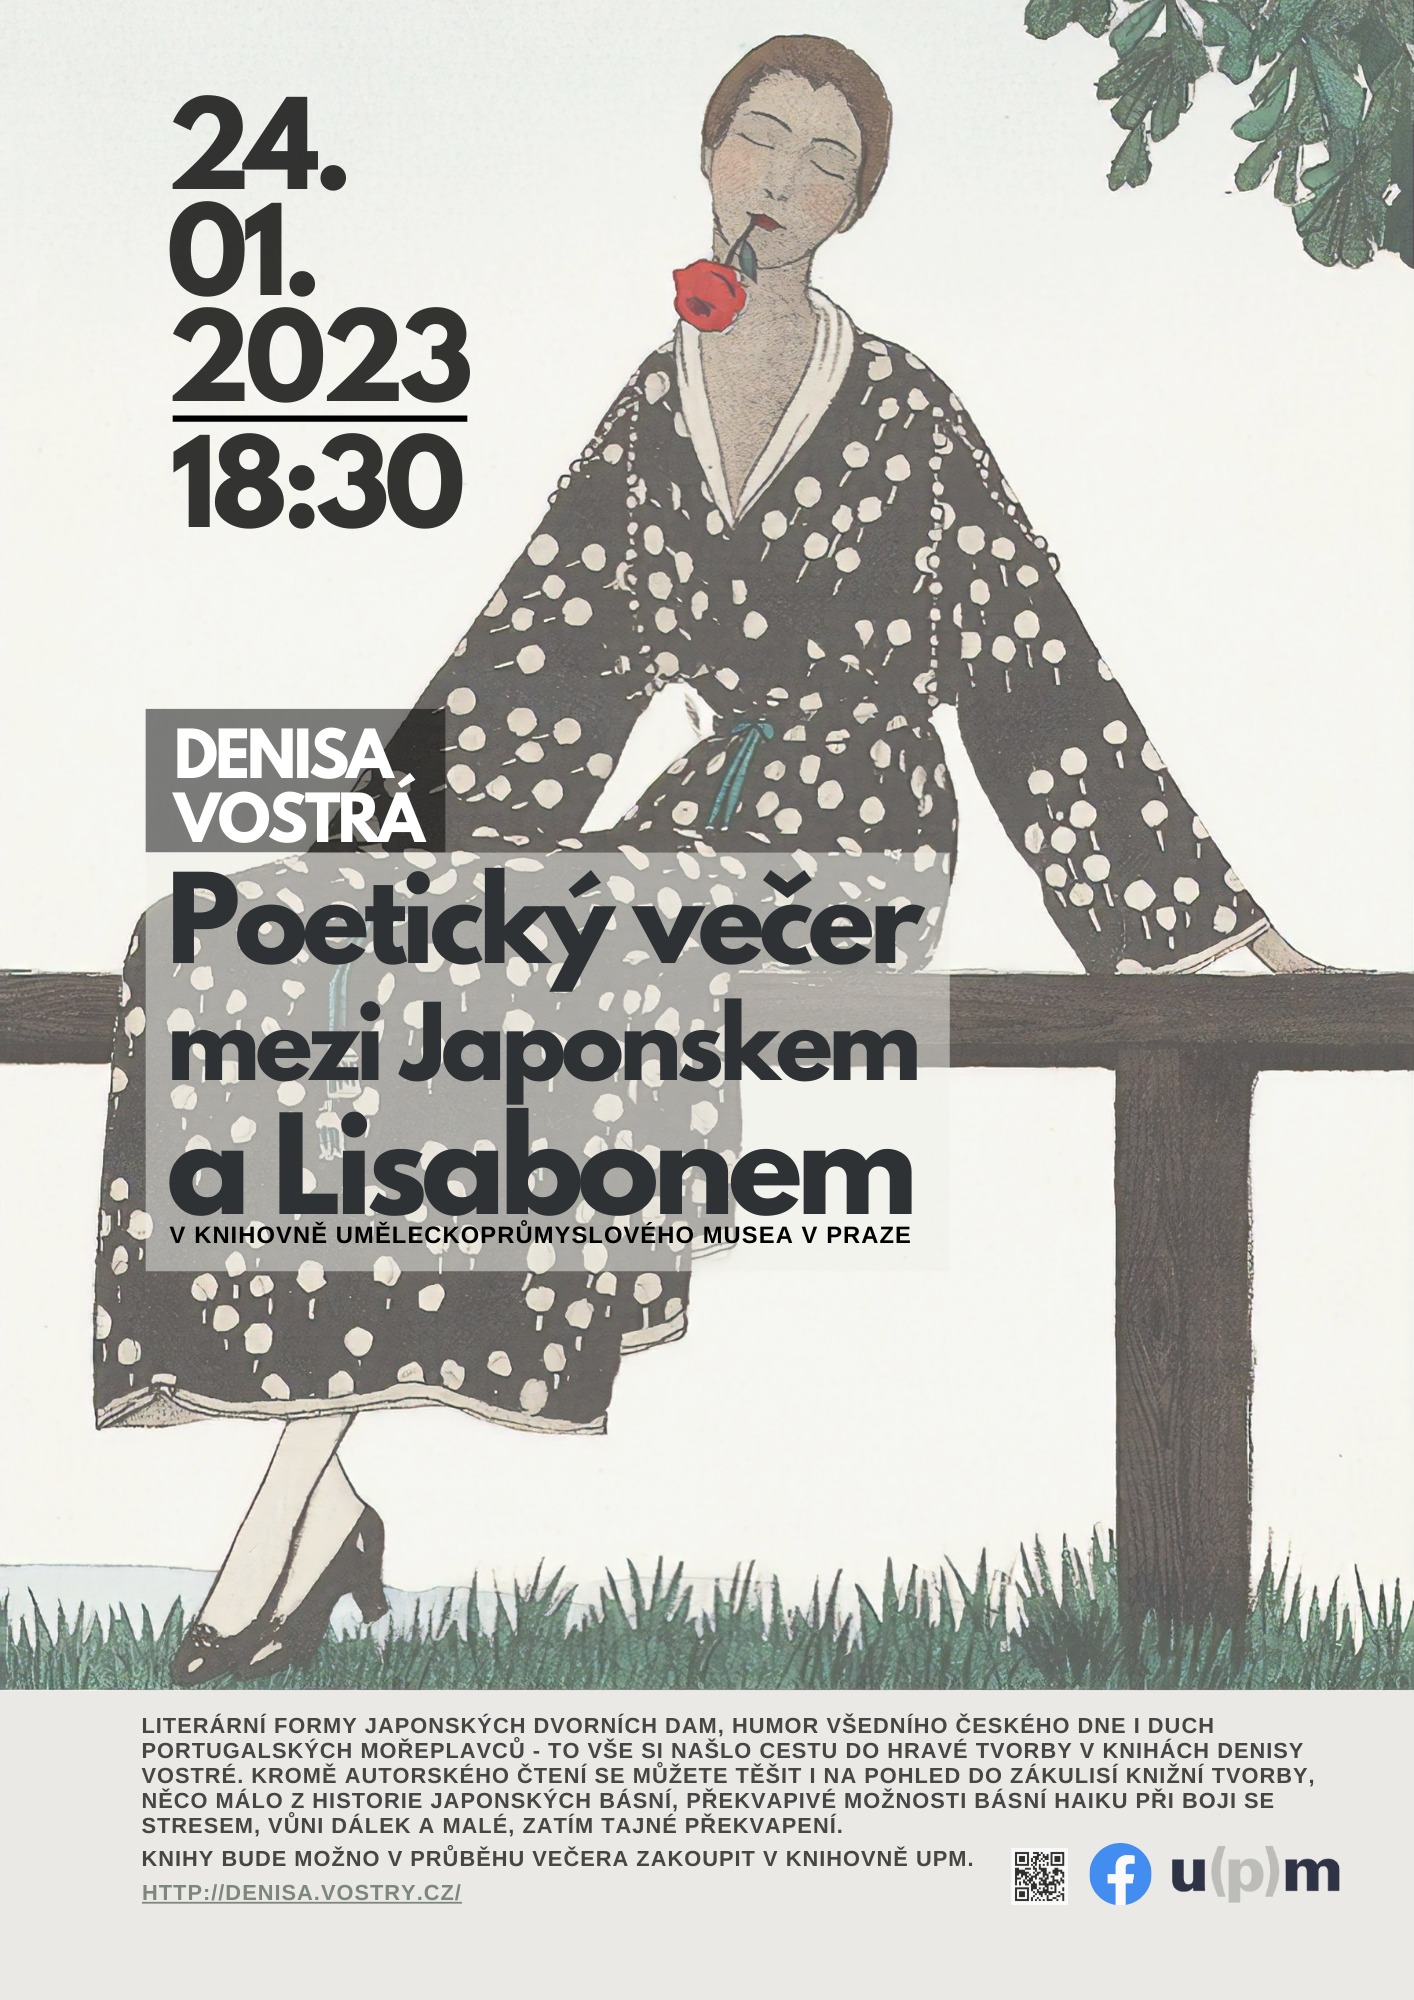 24.
01.
2023
18:30
DENISA
VOSTRÁ
Poetický večer
mezi Japonskem
a Lisabonem
V KNIHOVNĚ UMĚLECKOPRŮMYSLOVÉHO MUSEA V PRAZE
LITERÁRNÍ FORMY JAPONSKÝCH DVORNÍCH DAM, HUMOR VŠEDNÍHO ČESKÉHO DNE I DUCH
PORTUGALSKÝCH MOŘEPLAVCŮ - TO VŠE SI NAŠLO CESTU DO HRAVÉ TVORBY V KNIHÁCH DENISY
VOSTRÉ. KROMĚ AUTORSKÉHO ČTENÍ SE MŮŽETE TĚŠIT I NA POHLED DO ZÁKULISÍ KNIŽNÍ TVORBY,
NĚCO MÁLO Z HISTORIE JAPONSKÝCH BÁSNÍ, PŘEKVAPIVÉ MOŽNOSTI BÁSNÍ HAIKU PŘI BOJI SE
STRESEM, VŮNI DÁLEK A MALÉ, ZATÍM TAJNÉ PŘEKVAPENÍ.
KNIHY BUDE MOŽNO V PRŮBĚHU VEČERA ZAKOUPIT V KNIHOVNĚ UPM.
HTTP://DENISA.VOSTRY.CZ/
u(p)m